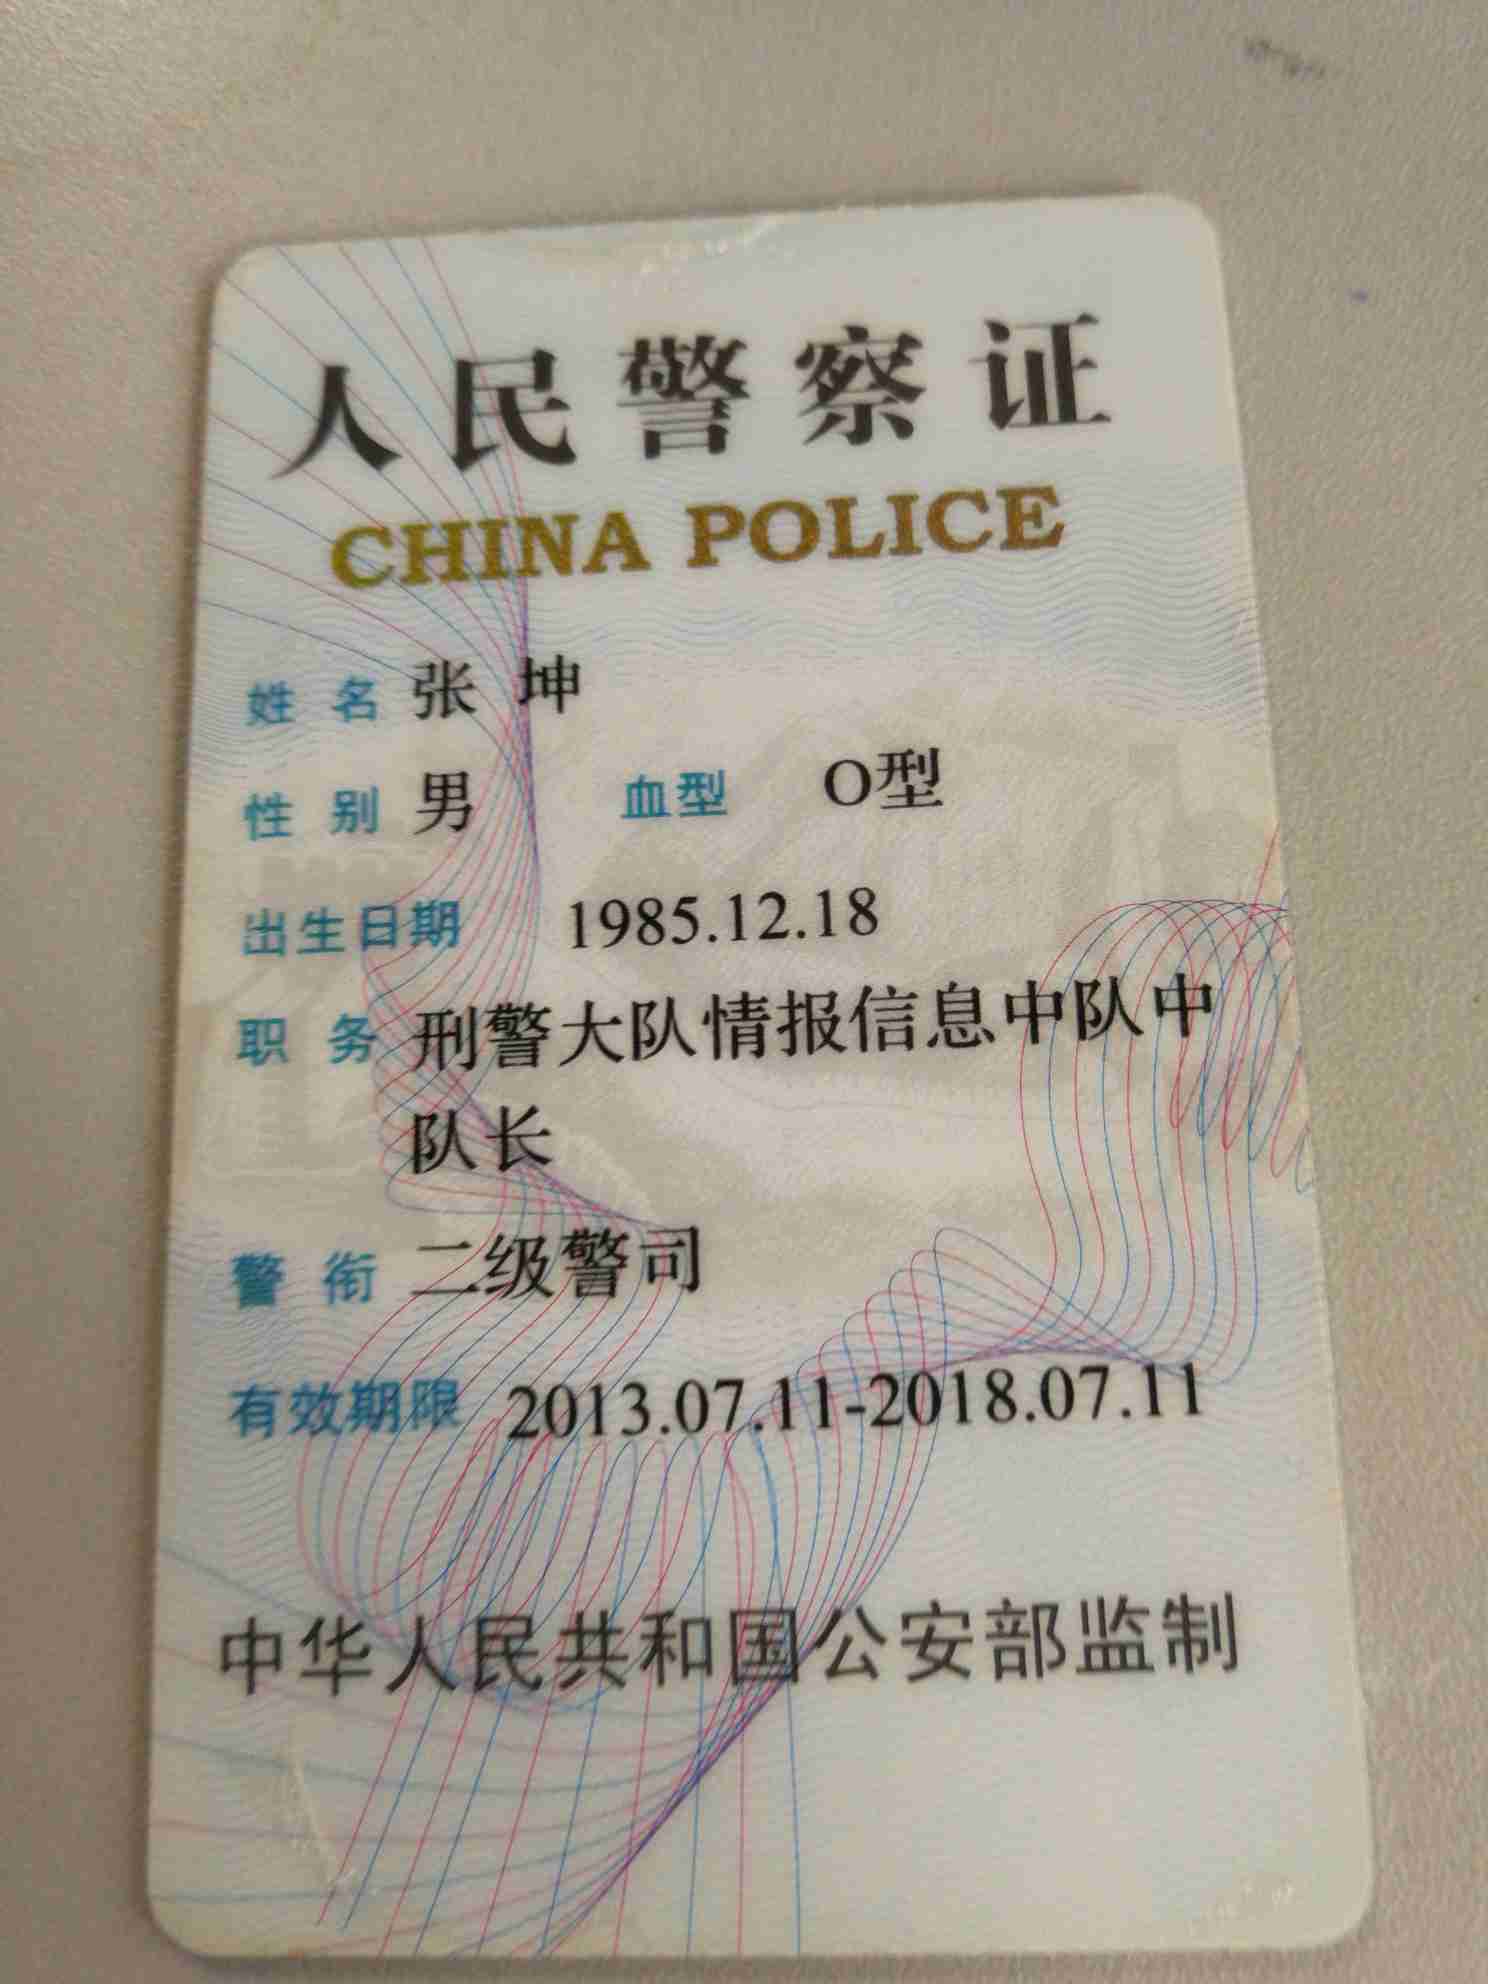 人民警察证
CHINA POLICE
姓 名 张 坤
性 别 男 血型 O型
出生日期 1985.12.18
职 务 刑警大队情报信息中队中
队长
警 衔 二级警司
有效期限 2013.07.11-2018.07.11
中华人民共和国公安部监制